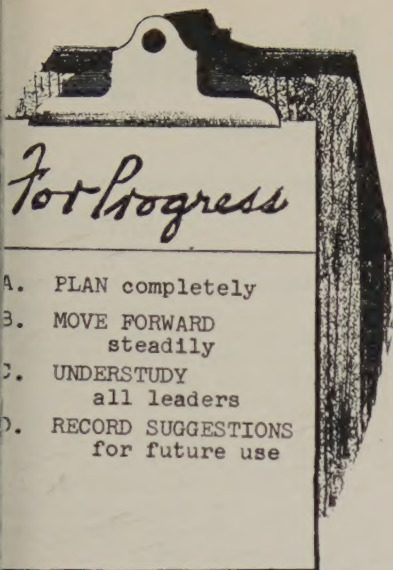 For Progress
A. PLAN completely
B. MOVE FORWARD
steadily
C. UNDERSTUDY
all leaders
D. RECORD SUGGESTIONS
for future use